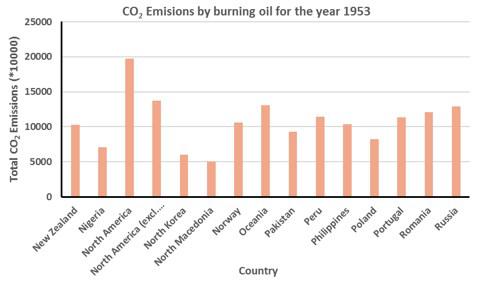 CO2 Emisions by burning oil for the year 1953
Total CO2 Emissions (*10000)
25000
20000
15000
10000
5000
0
New Zealand
Nigeria
North America
North America (excl....
North Korea
North Macedonia
Norway
Oceania
Pakistan
Peru
Philippines
Poland
Portugal
Romania
Russia
Country